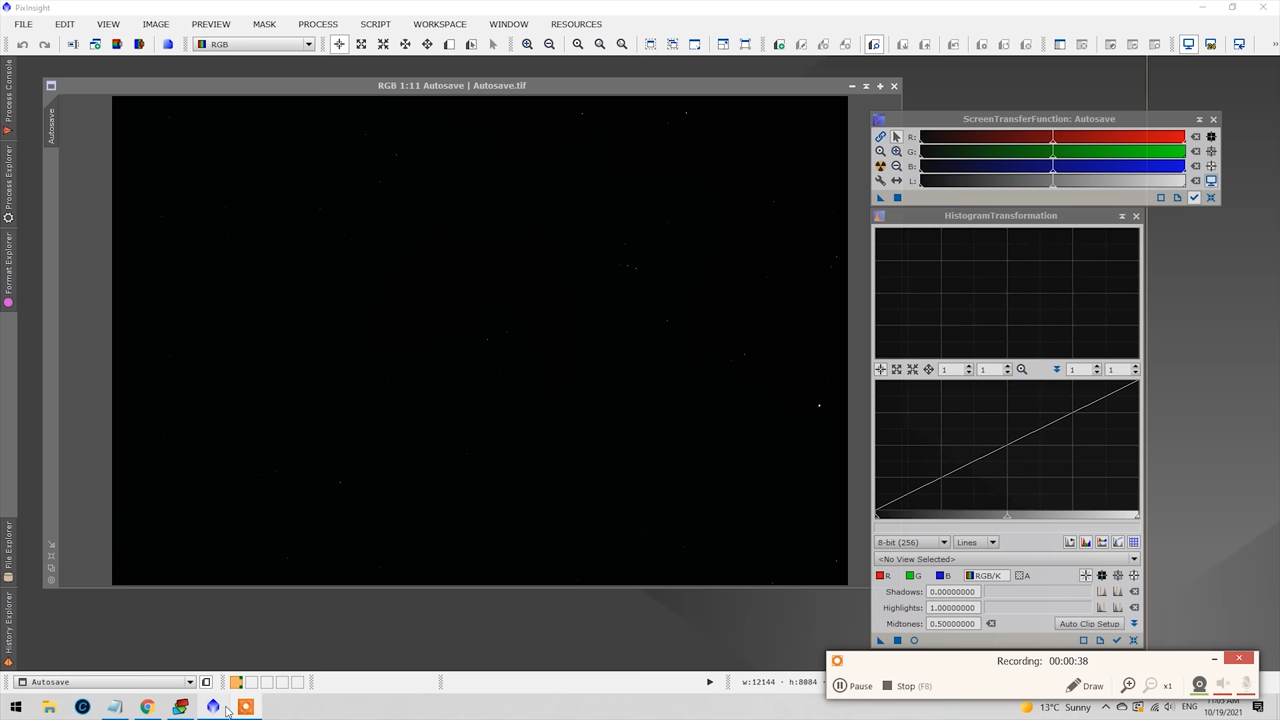 PixInsight
FILE EDIT VIEW IMAGE PREVIEW MASK PROCESS SCRIPT WORKSPACE WINDOW RESOURCES
RGB
Process Console
Process Explorer
Format Explorer
File Explorer
History Explorer
RGB 1:11 Autosave | Autosave.tif
Autosave
ScreenTransferFunction: Autosave
R:
G:
B:
L:
HistogramTransformation
1 1 1 1
8-bit (256) Lines
<No View Selected>
R G B RGB/K A
Shadows: 0.00000000
Highlights: 1.00000000
Midtones: 0.50000000 Auto Clip Setup
Recording: 00:00:38
Pause Stop (F8) Draw x1
Autosave
w:12144 · h:8084 ·
13°C Sunny ENG
10/19/2021